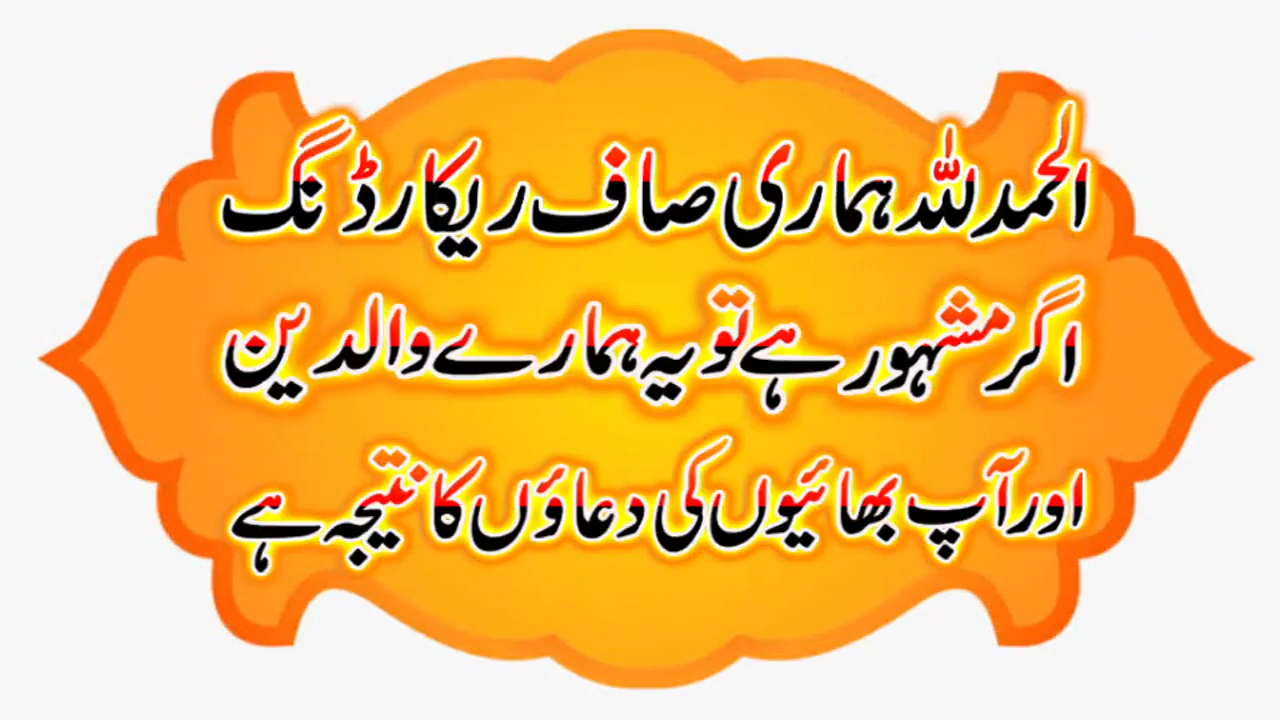 الحمدللہ ہماری صاف ریکارڈنگ
اگر مشہور ہے تو یہ ہمارے والدین
اور آپ بھائیوں کی دعاؤں کا نتیجہ ہے